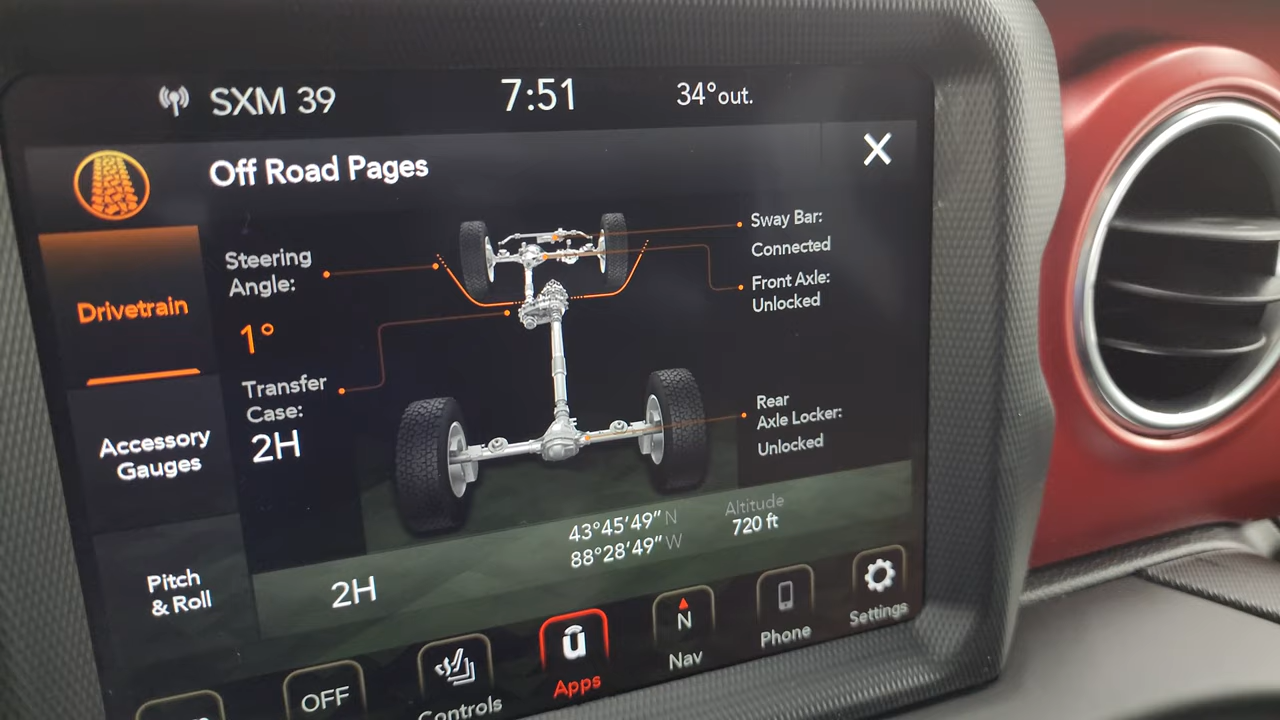 SXM 39
7:51
34°out.
Off Road Pages
Drivetrain
Accessory
Gauges
Pitch
& Roll
Steering
Angle:
1°
Transfer
Case:
2H
Sway Bar:
Connected
Front Axle:
Unlocked
Rear
Axle Locker:
Unlocked
43°45'49"N
88°28'49"W
Altitude
720 ft
2H
OFF
Controls
Apps
N
Nav
Phone
Settings